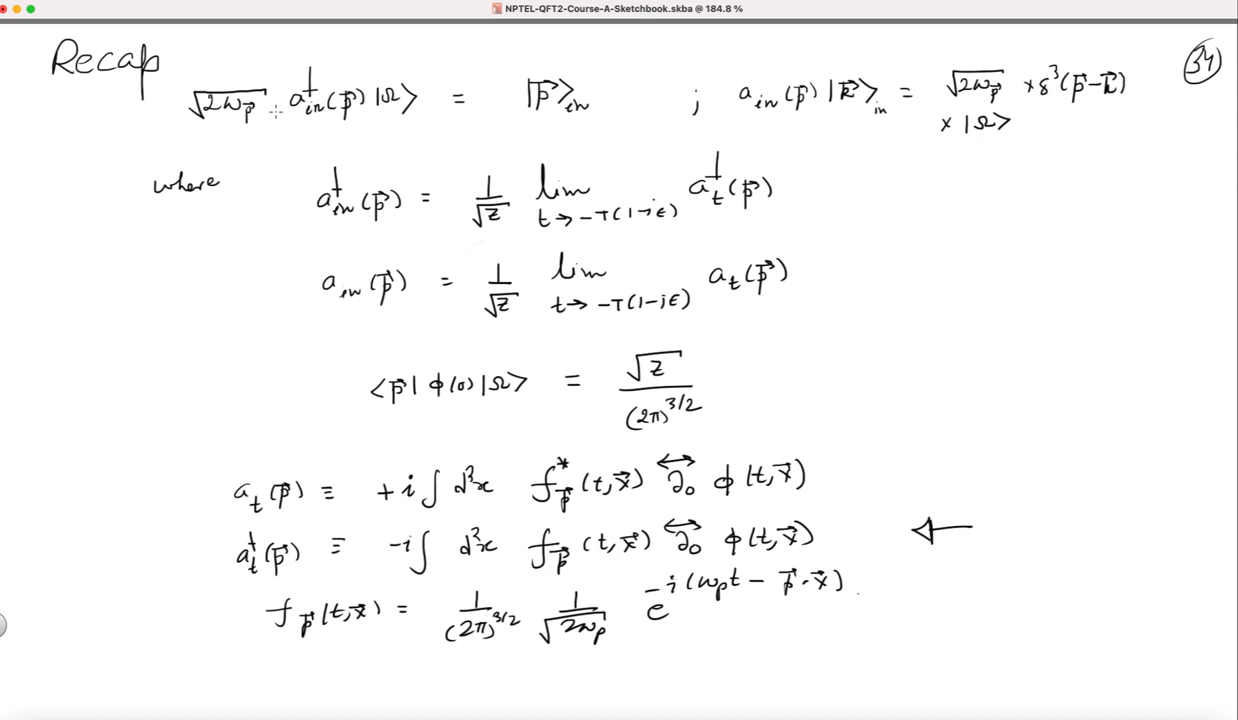 NPTEL-QFT2-Course-A-Sketchbook.skba @ 184.8 %
Recap
34
√2ω_p⃗ a†_in(p⃗) |Ω⟩ = |p⃗⟩_in ; a_in(p⃗) |k⃗⟩_in = √2ω_p⃗ × δ³(p⃗-k⃗)
× |Ω⟩
where a†_in(p⃗) = 1/√Z lim_{t→-T(1-iε)} a†_t(p⃗)
a_in(p⃗) = 1/√Z lim_{t→-T(1-iε)} a_t(p⃗)
⟨p⃗| φ(0) |Ω⟩ = √Z/(2π)^{3/2}
a_t(p⃗) ≡ +i ∫ d³x f*_p⃗(t,x⃗) ∂₀↔ φ(t,x⃗)
a†_t(p⃗) ≡ -i ∫ d³x f_p⃗(t,x⃗) ∂₀↔ φ(t,x⃗) ←
f_p⃗(t,x⃗) = 1/(2π)^{3/2} 1/√2ω_p e^{-i(ω_p t - p⃗·x⃗)}.